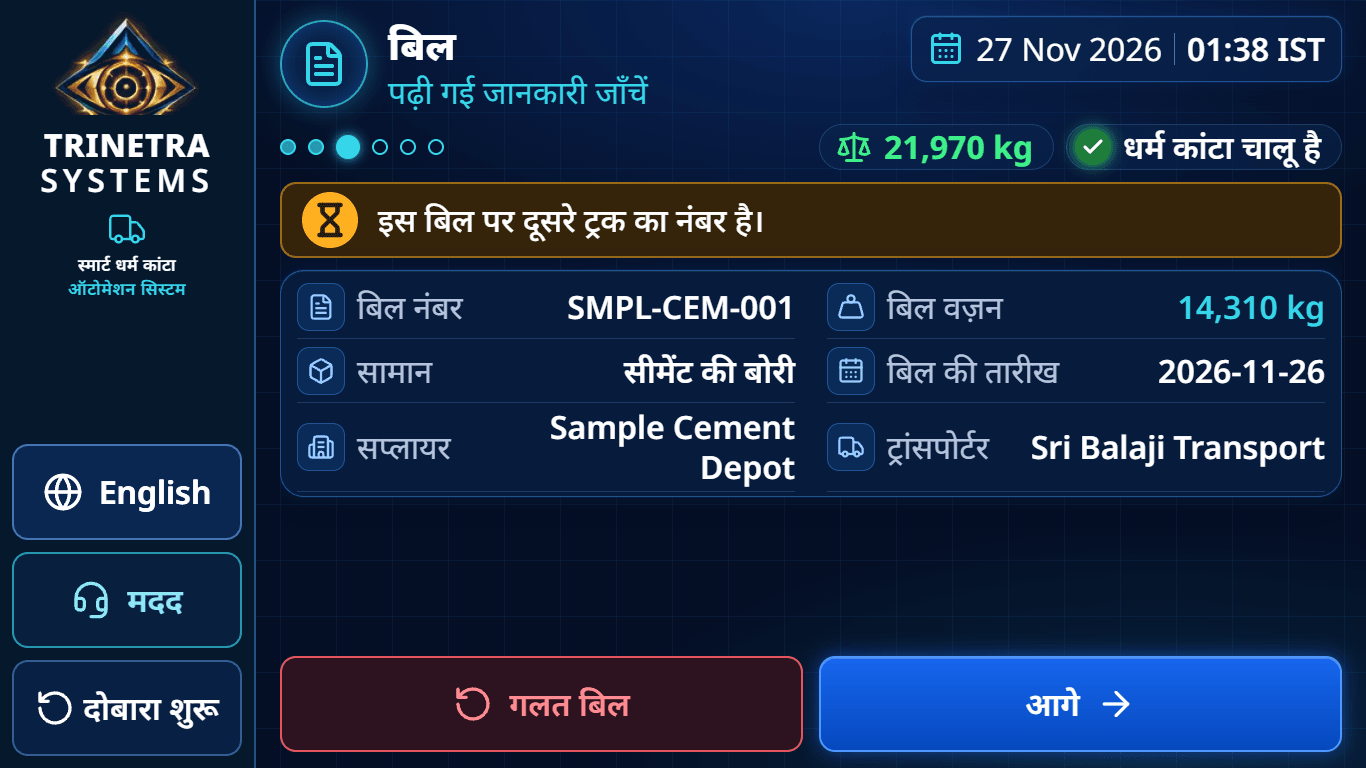 TRINETRA
SYSTEMS
स्मार्ट धर्म कांटा
ऑटोमेशन सिस्टम
English
मदद
दोबारा शुरू
बिल
पढ़ी गई जानकारी जाँचें
27 Nov 2026 01:38 IST
21,970 kg
धर्म कांटा चालू है
इस बिल पर दूसरे ट्रक का नंबर है।
बिल नंबर SMPL-CEM-001
बिल वज़न 14,310 kg
सामान सीमेंट की बोरी
बिल की तारीख 2026-11-26
सप्लायर Sample Cement
Depot
ट्रांसपोर्टर Sri Balaji Transport
गलत बिल
आगे